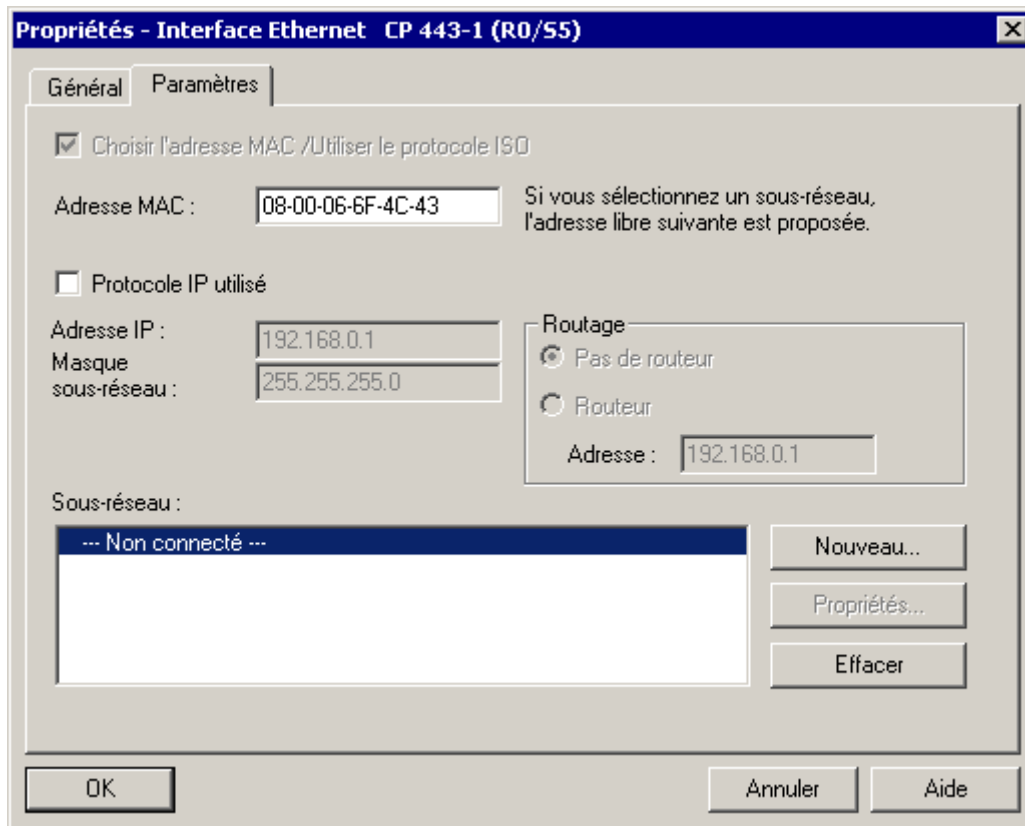 Propriétés - Interface Ethernet CP 443-1 (R0/S5)
Général
Paramètres
Choisir l'adresse MAC /Utiliser le protocole ISO
Adresse MAC :
08-00-06-6F-4C-43
Si vous sélectionnez un sous-réseau,
l'adresse libre suivante est proposée.
Protocole IP utilisé
Adresse IP :
192.168.0.1
Masque
sous-réseau :
255.255.255.0
Routage
Pas de routeur
Routeur
Adresse :
192.168.0.1
Sous-réseau :
--- Non connecté ---
Nouveau...
Propriétés...
Effacer
OK
Annuler
Aide